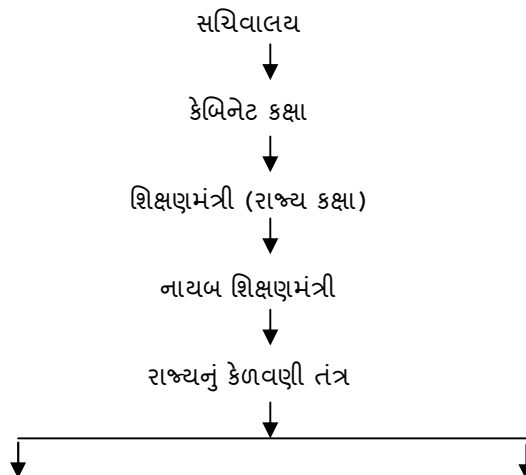 સચિવાલય
કેબિનેટ કક્ષા
શિક્ષણમંત્રી (રાજ્ય કક્ષા)
નાયબ શિક્ષણમંત્રી
રાજ્યનું કેળવણી તંત્ર